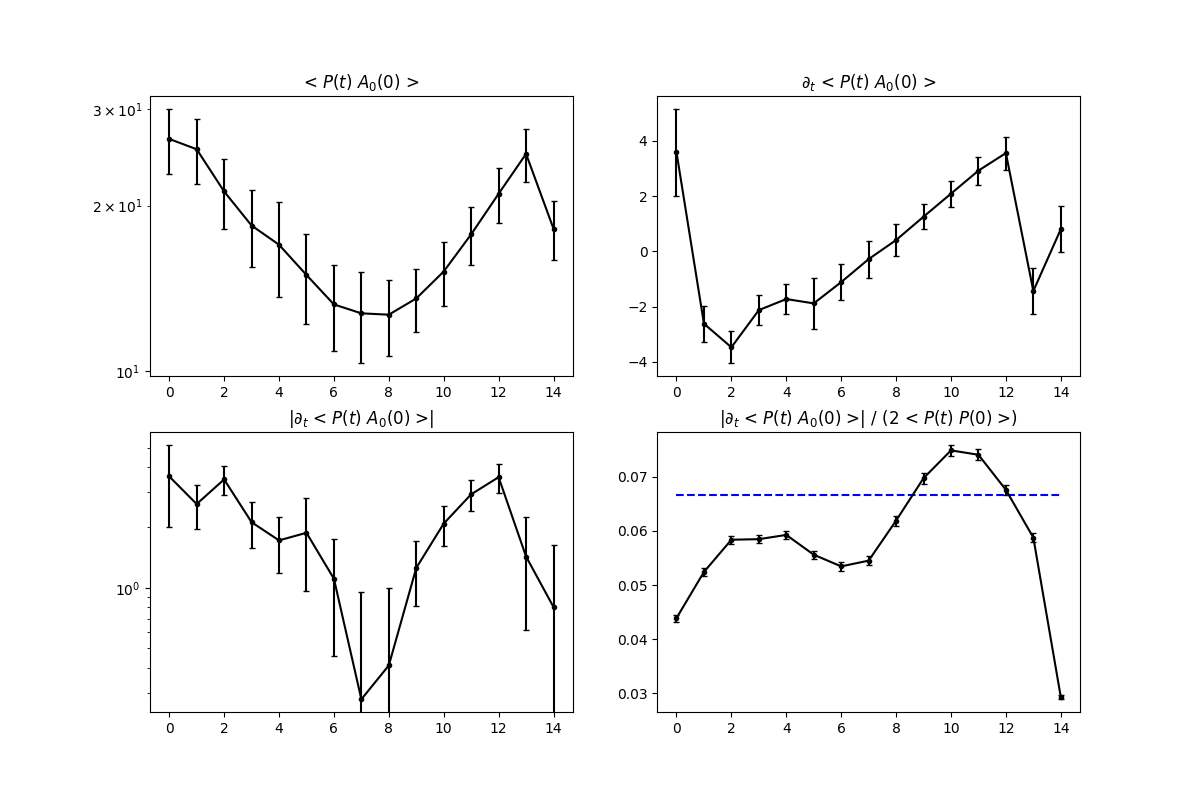 < P(t) A₀(0) >
3 × 10¹
2 × 10¹
10¹
0 2 4 6 8 10 12 14
∂ₜ < P(t) A₀(0) >
4
2
0
−2
−4
0 2 4 6 8 10 12 14
|∂ₜ < P(t) A₀(0) >|
10⁰
0 2 4 6 8 10 12 14
|∂ₜ < P(t) A₀(0) >| / (2 < P(t) P(0) >)
0.07
0.06
0.05
0.04
0.03
0 2 4 6 8 10 12 14